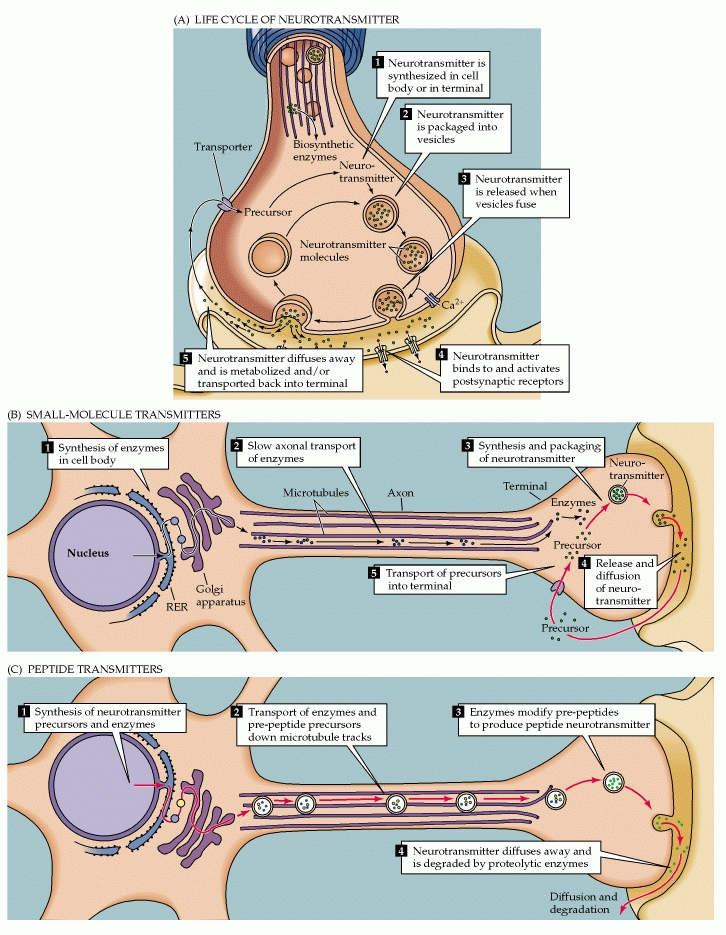 (A) LIFE CYCLE OF NEUROTRANSMITTER
1 Neurotransmitter is
synthesized in cell
body or in terminal
2 Neurotransmitter
is packaged into
vesicles
Transporter
Biosynthetic
enzymes
Neuro-
transmitter
3 Neurotransmitter
is released when
vesicles fuse
Precursor
Neurotransmitter
molecules
Ca2+
5 Neurotransmitter diffuses away
and is metabolized and/or
transported back into terminal
4 Neurotransmitter
binds to and activates
postsynaptic receptors
(B) SMALL-MOLECULE TRANSMITTERS
1 Synthesis of enzymes
in cell body
2 Slow axonal transport
of enzymes
3 Synthesis and packaging
of neurotransmitter
Neuro-
transmitter
Microtubules
Axon
Terminal
Enzymes
Nucleus
Precursor
RER
Golgi
apparatus
5 Transport of precursors
into terminal
4 Release and
diffusion
of neuro-
transmitter
Precursor
(C) PEPTIDE TRANSMITTERS
1 Synthesis of neurotransmitter
precursors and enzymes
2 Transport of enzymes and
pre-peptide precursors
down microtubule tracks
3 Enzymes modify pre-peptides
to produce peptide neurotransmitter
4 Neurotransmitter diffuses away and
is degraded by proteolytic enzymes
Diffusion and
degradation